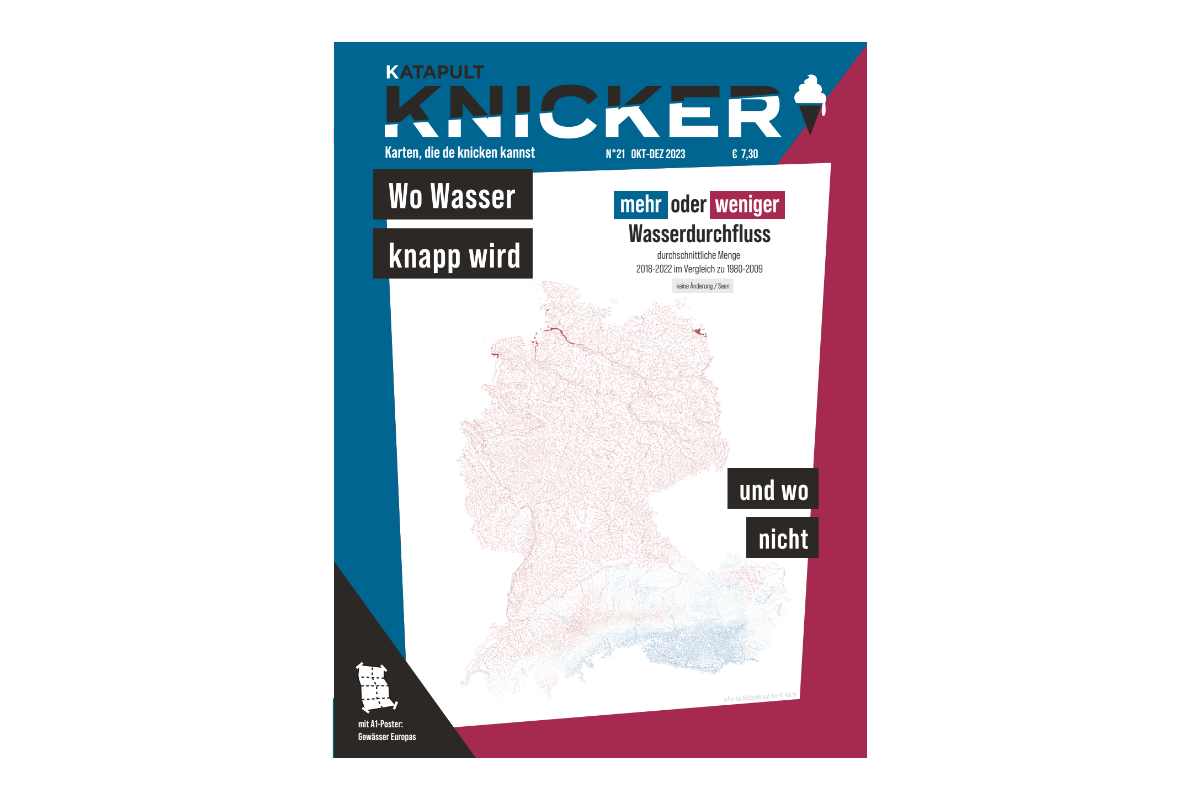 KATAPULT
KNICKER
Karten, die de knicken kannst
N°21 OKT-DEZ 2023
€ 7,30
Wo Wasser
knapp wird
mehr oder weniger
Wasserdurchfluss
durchschnittliche Menge
2018-2022 im Vergleich zu 1980-2009
keine Änderung / Seen
und wo
nicht
mit A1-Poster:
Gewässer Europas